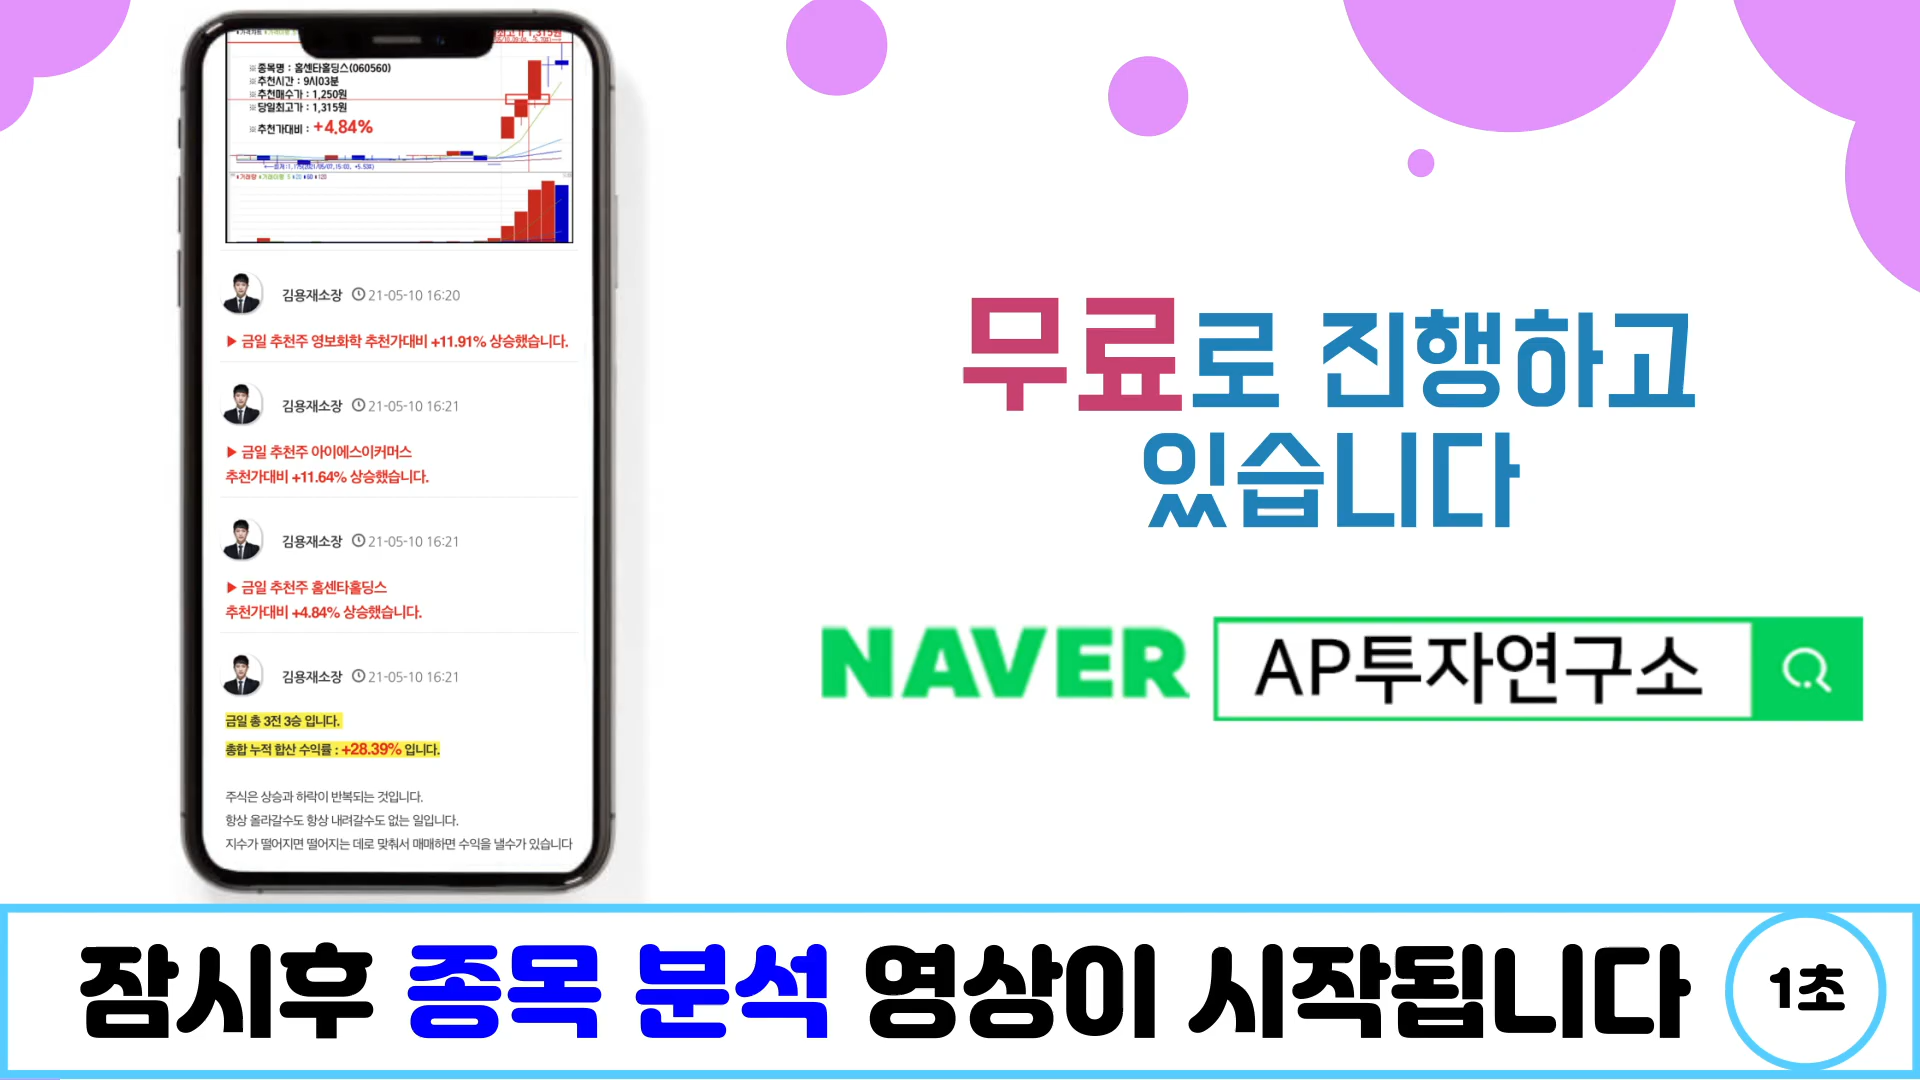 ※종목명 : 홈센타홀딩스(060560)
※추천시간 : 9시03분
※추천매수가 : 1,250원
※당일최고가 : 1,315원
※추천가대비 : +4.84%
김용재소장 21-05-10 16:20
▶ 금일 추천주 영보화학 추천가대비 +11.91% 상승했습니다.
김용재소장 21-05-10 16:21
▶ 금일 추천주 아이에스이커머스
추천가대비 +11.64% 상승했습니다.
김용재소장 21-05-10 16:21
▶ 금일 추천주 홈센타홀딩스
추천가대비 +4.84% 상승했습니다.
김용재소장 21-05-10 16:21
금일 총 3전 3승 입니다.
총합 누적 합산 수익률 : +28.39% 입니다.
주식은 상승과 하락이 반복되는 것입니다.
항상 올라갈수도 항상 내려갈수도 없는 일입니다.
지수가 떨어지면 떨어지는 데로 맞춰서 매매하면 수익을 낼수가 있습니다
무료로 진행하고
있습니다
NAVER AP투자연구소
잠시후 종목 분석 영상이 시작됩니다 1초